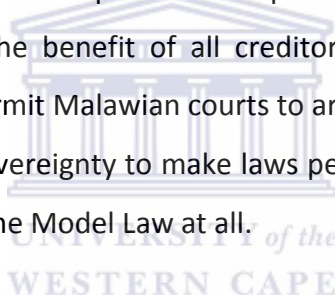 he benefit of all creditor
rmit Malawian courts to ar
vereignty to make laws pe
ne Model Law at all.
UNIVERSITY of the
WESTERN CAPE